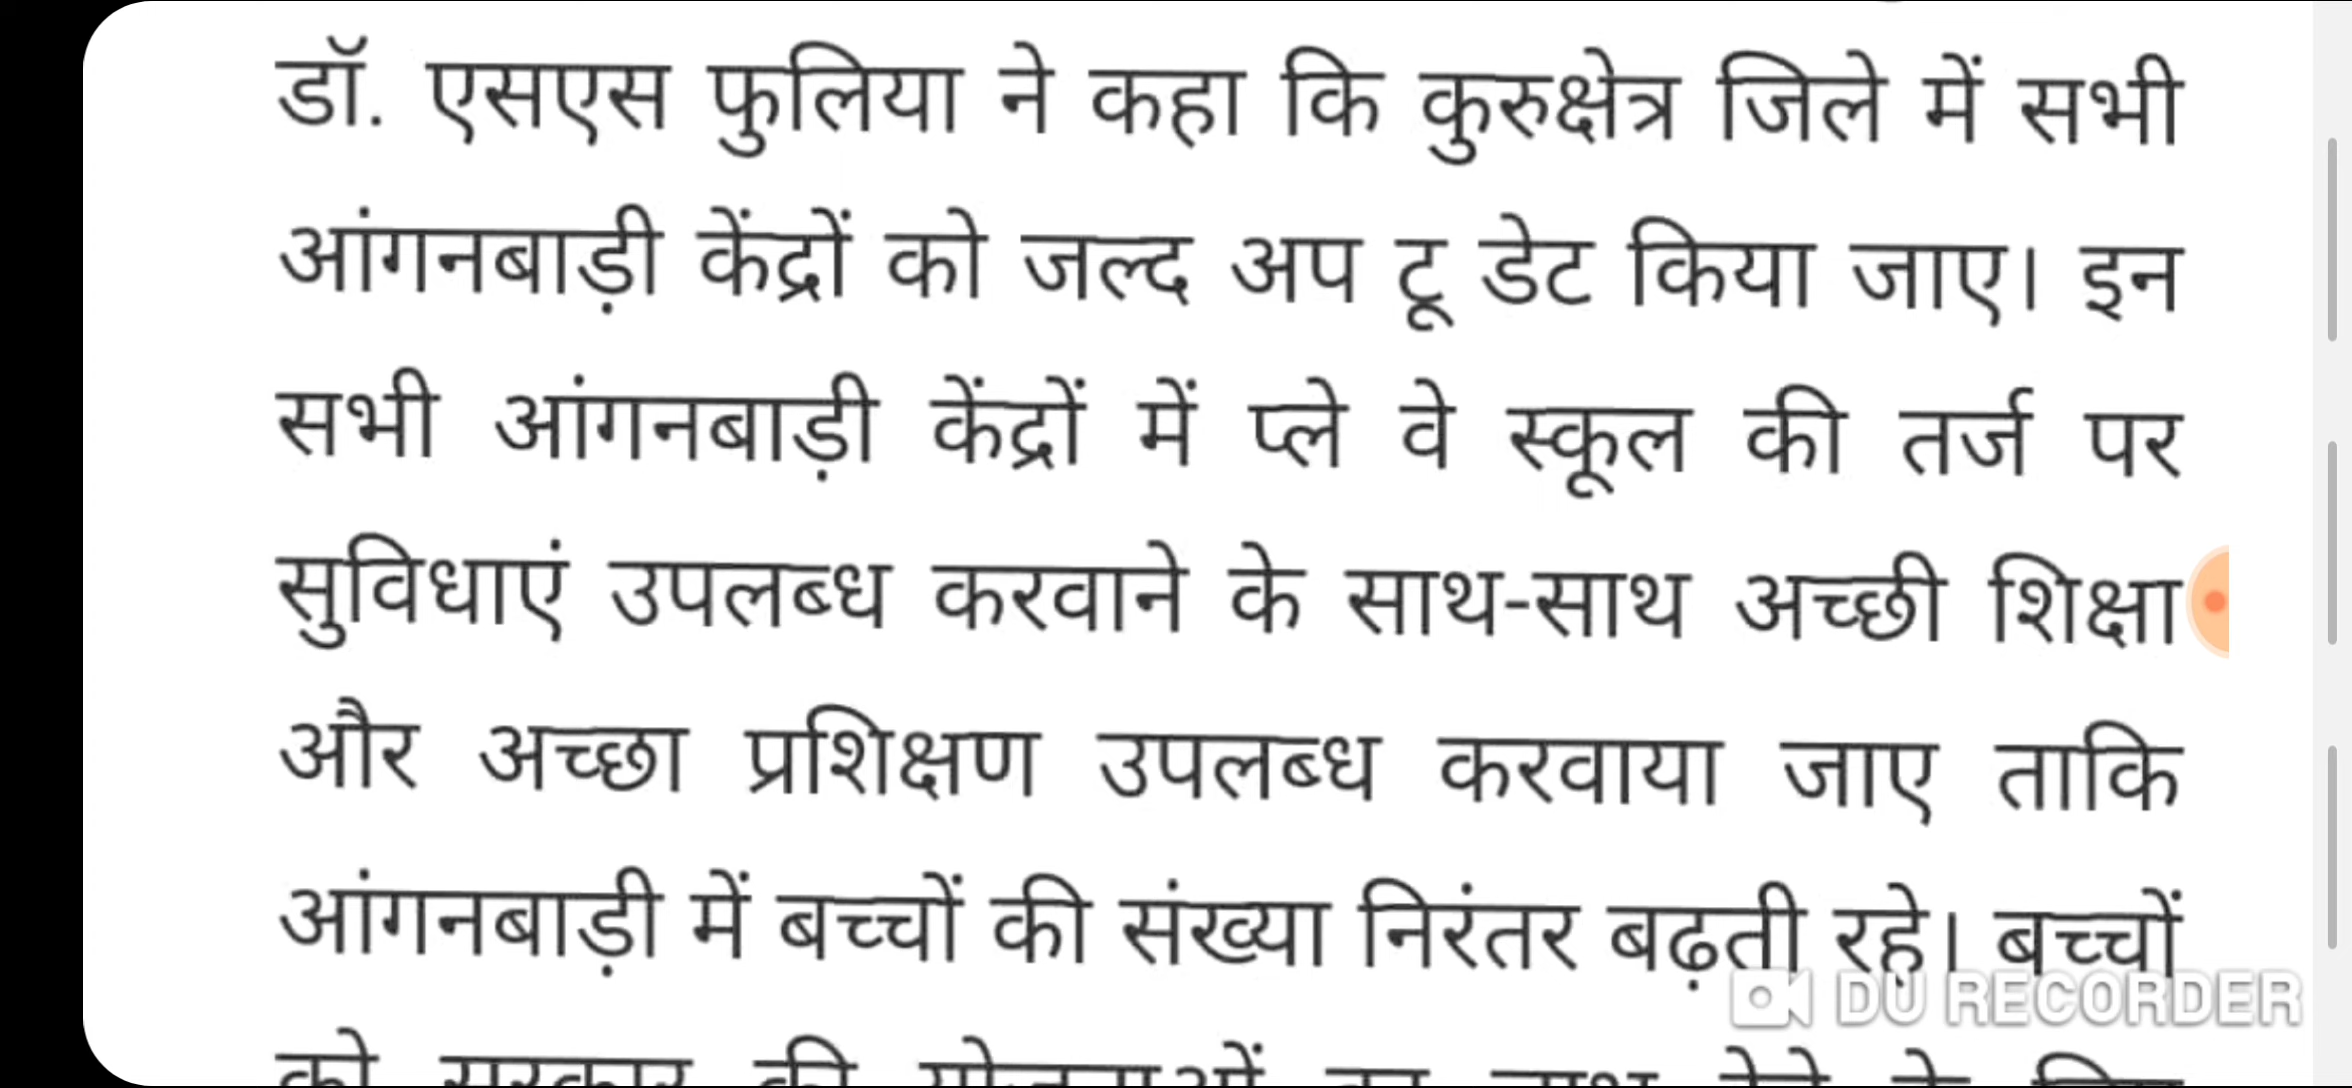 डॉ. एसएस फुलिया ने कहा कि कुरुक्षेत्र जिले में सभी
आंगनबाड़ी केंद्रों को जल्द अप टू डेट किया जाए। इन
सभी आंगनबाड़ी केंद्रों में प्ले वे स्कूल की तर्ज पर
सुविधाएं उपलब्ध करवाने के साथ-साथ अच्छी शिक्षा
और अच्छा प्रशिक्षण उपलब्ध करवाया जाए ताकि
आंगनबाड़ी में बच्चों की संख्या निरंतर बढ़ती रहे। बच्चों
DU RECORDER